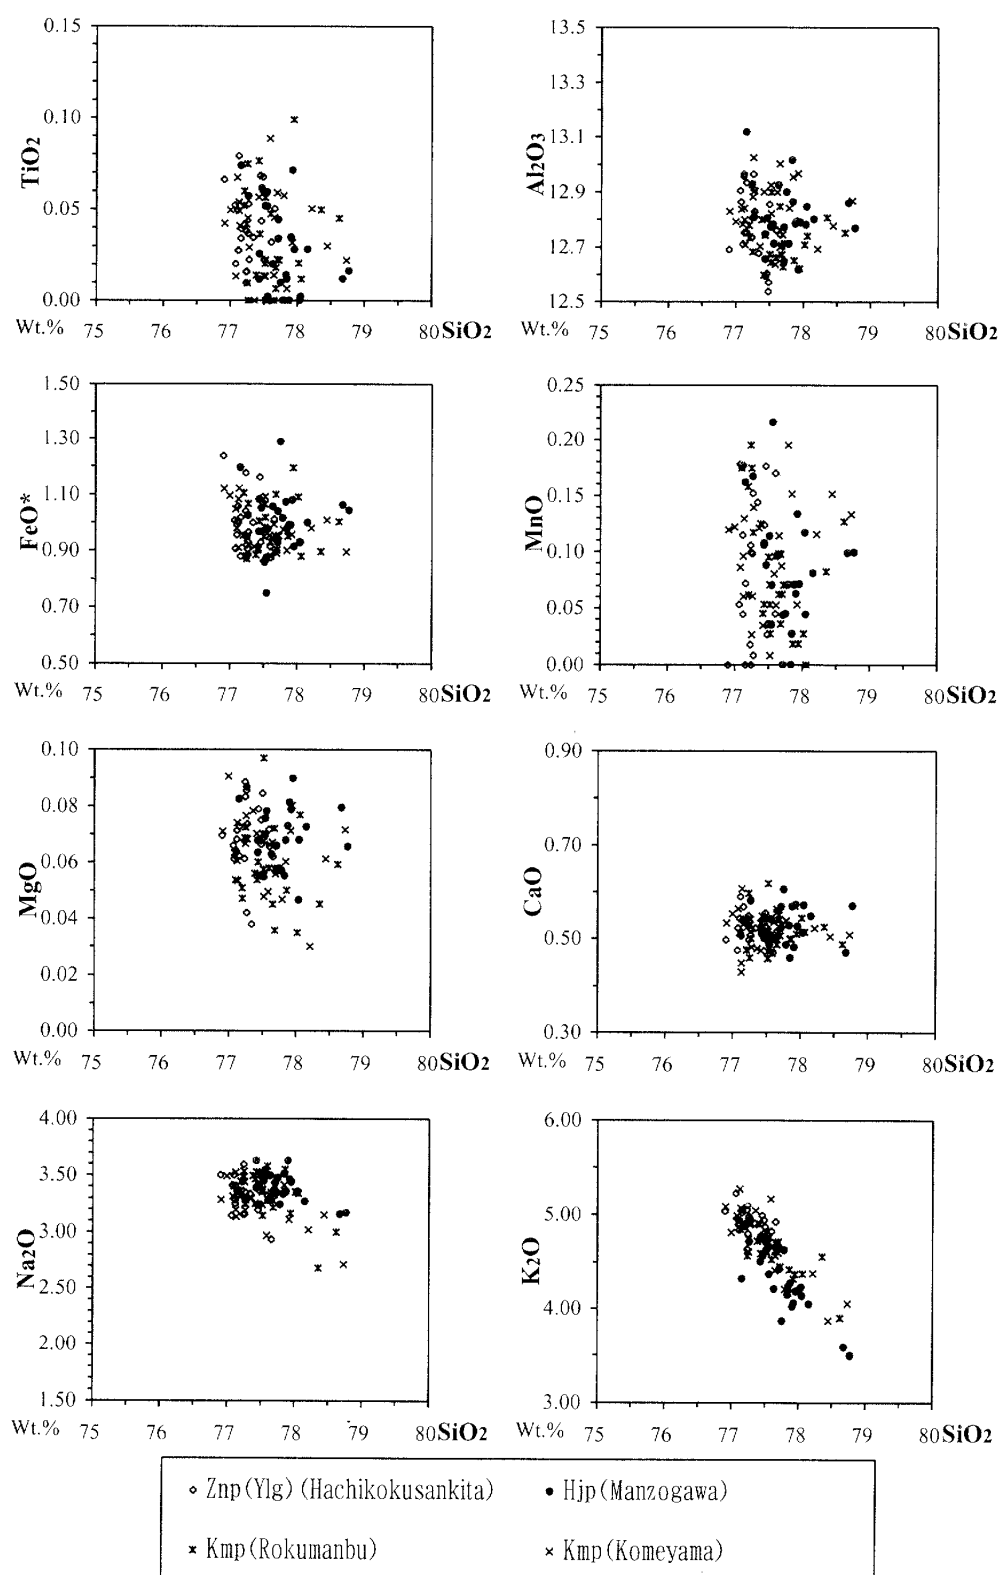 0.15
0.10
0.05
0.00
TiO2
Wt.% 75 76 77 78 79 80 SiO2
13.5
13.3
13.1
12.9
12.7
12.5
Al2O3
75 76 77 78 79 80 SiO2
1.50
1.30
1.10
0.90
0.70
0.50
FeO*
Wt.% 75 76 77 78 79 80 SiO2
0.25
0.20
0.15
0.10
0.05
0.00
MnO
Wt.% 75 76 77 78 79 80 SiO2
0.10
0.08
0.06
0.04
0.02
0.00
MgO
Wt.% 75 76 77 78 79 80 SiO2
0.90
0.70
0.50
0.30
CaO
Wt.% 75 76 77 78 79 80 SiO2
4.00
3.50
3.00
2.50
2.00
1.50
Na2O
Wt.% 75 76 77 78 79 80 SiO2
6.00
5.00
4.00
3.00
K2O
Wt.% 75 76 77 78 79 80 SiO2
Znp(Ylg)(Hachikokusankita)
Hjp(Manzogawa)
Kmp(Rokumanbu)
Kmp(Komeyama)